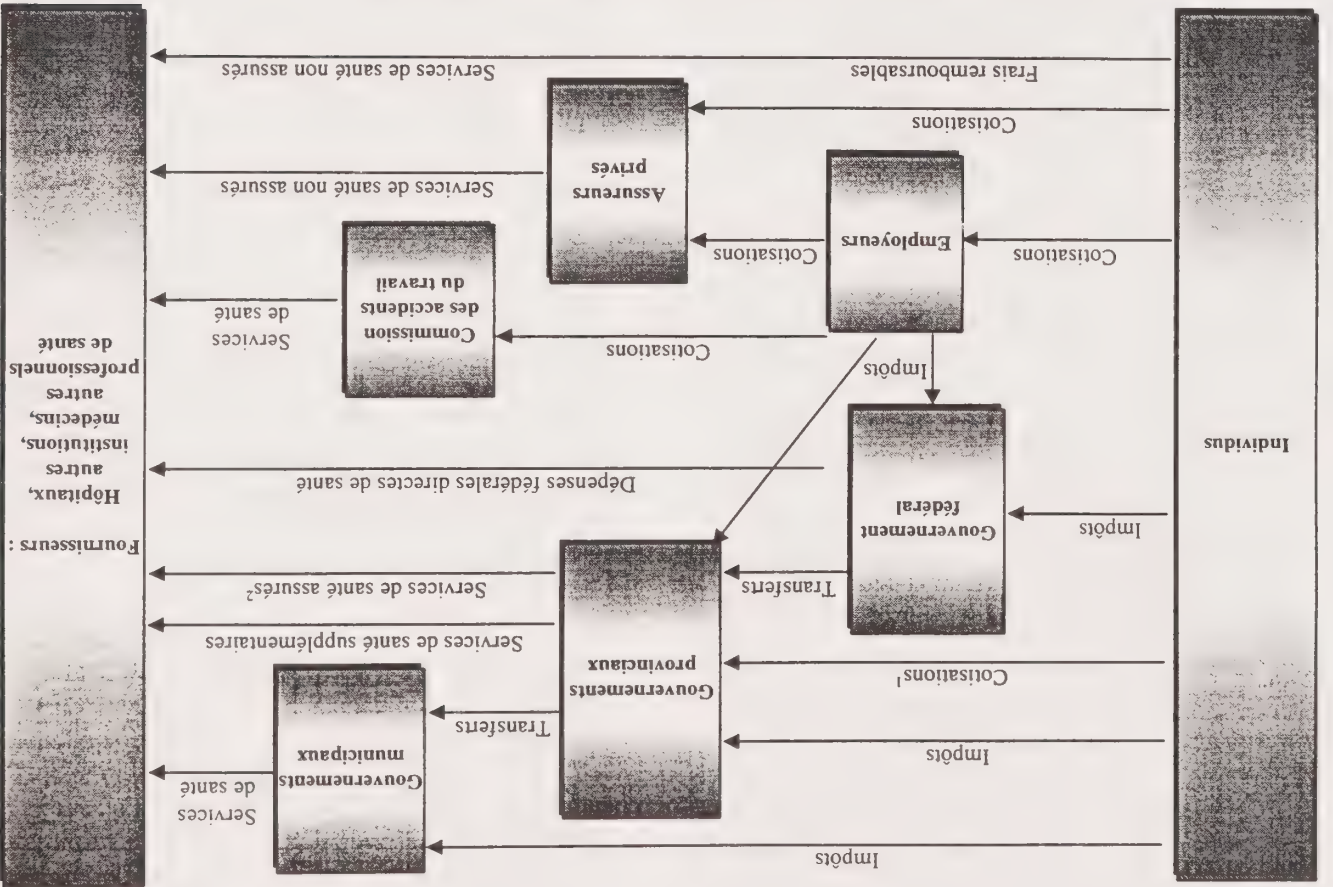 Impôts
Services
de santé
Gouvernements
municipaux
Impôts
Transferts
Gouvernements
provinciaux
Cotisations¹
Services de santé supplémentaires
Transferts
Services de santé assurés²
Impôts
Gouvernement
fédéral
Dépenses fédérales directes de santé
Individus
Fournisseurs :
Hôpitaux,
autres
institutions,
médecins,
autres
professionnels
de santé
Impôts
Cotisations
Commission
des accidents
du travail
Services
de santé
Cotisations
Employeurs
Cotisations
Assureurs
privés
Services de santé non assurés
Cotisations
Frais remboursables
Services de santé non assurés